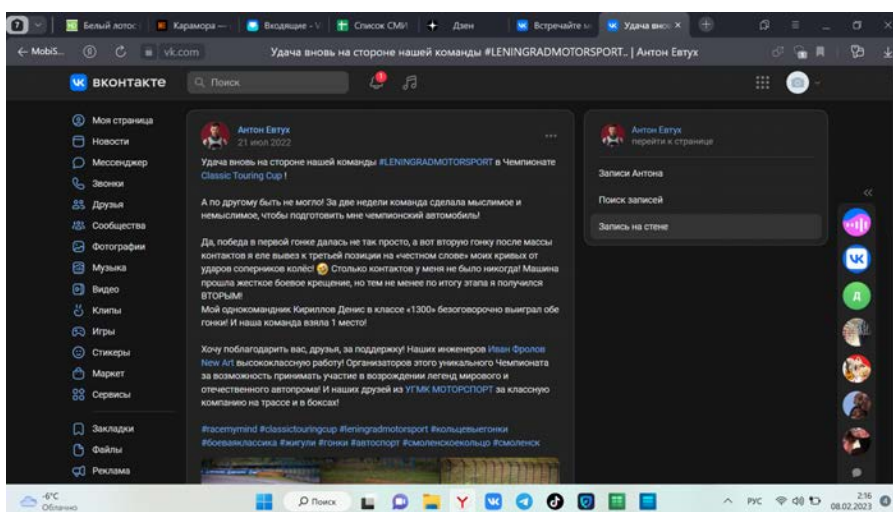 7
Белый лотос
Карамора —
Входящие -
Список СМИ
Дзен
Встречайте
Удача внов
← MobiS...
vk.com
Удача вновь на стороне нашей команды #LENINGRADMOTORSPORT.. | Антон Евтух
вконтакте
Поиск
Моя страница
Новости
Мессенджер
Звонки
Друзья
Сообщества
Фотографии
Музыка
Видео
Клипы
Игры
Стикеры
Маркет
Сервисы
Закладки
Файлы
Реклама
Антон Евтух
21 июл 2022
Удача вновь на стороне нашей команды #LENINGRADMOTORSPORT в Чемпионате
Classic Touring Cup !
А по другому быть не могло! За две недели команда сделала мыслимое и
немыслимое, чтобы подготовить мне чемпионский автомобиль!
Да, победа в первой гонке далась не так просто, а вот вторую гонку после массы
контактов я еле вывез к третьей позиции на «честном слове» моих кривых от
ударов соперников колёс! 🤣 Столько контактов у меня не было никогда! Машина
прошла жесткое боевое крещение, но тем не менее по итогу этапа я получился
ВТОРЫМ!
Мой однокомандник Кириллов Денис в классе «1300» безоговорочно выиграл обе
гонки! И наша команда взяла 1 место!
Хочу поблагодарить вас, друзья, за поддержку! Наших инженеров Иван Фролов
New Art высококлассную работу! Организаторов этого уникального Чемпионата
за возможность принимать участие в возрождении легенд мирового и
отечественного автопрома! И наших друзей из УГМК МОТОРСПОРТ за классную
компанию на трассе и в боксах!
#racemymind #classictouringcup #leningradmotorsport #кольцевыегонки
#боеваяклассика #жигули #гонки #автоспорт #смоленскоекольцо #смоленск
Антон Евтух
перейти к странице
Записи Антона
Поиск записей
Запись на стене
Д
-6°C
Облачно
Поиск
РУС
2:16
08.02.2023